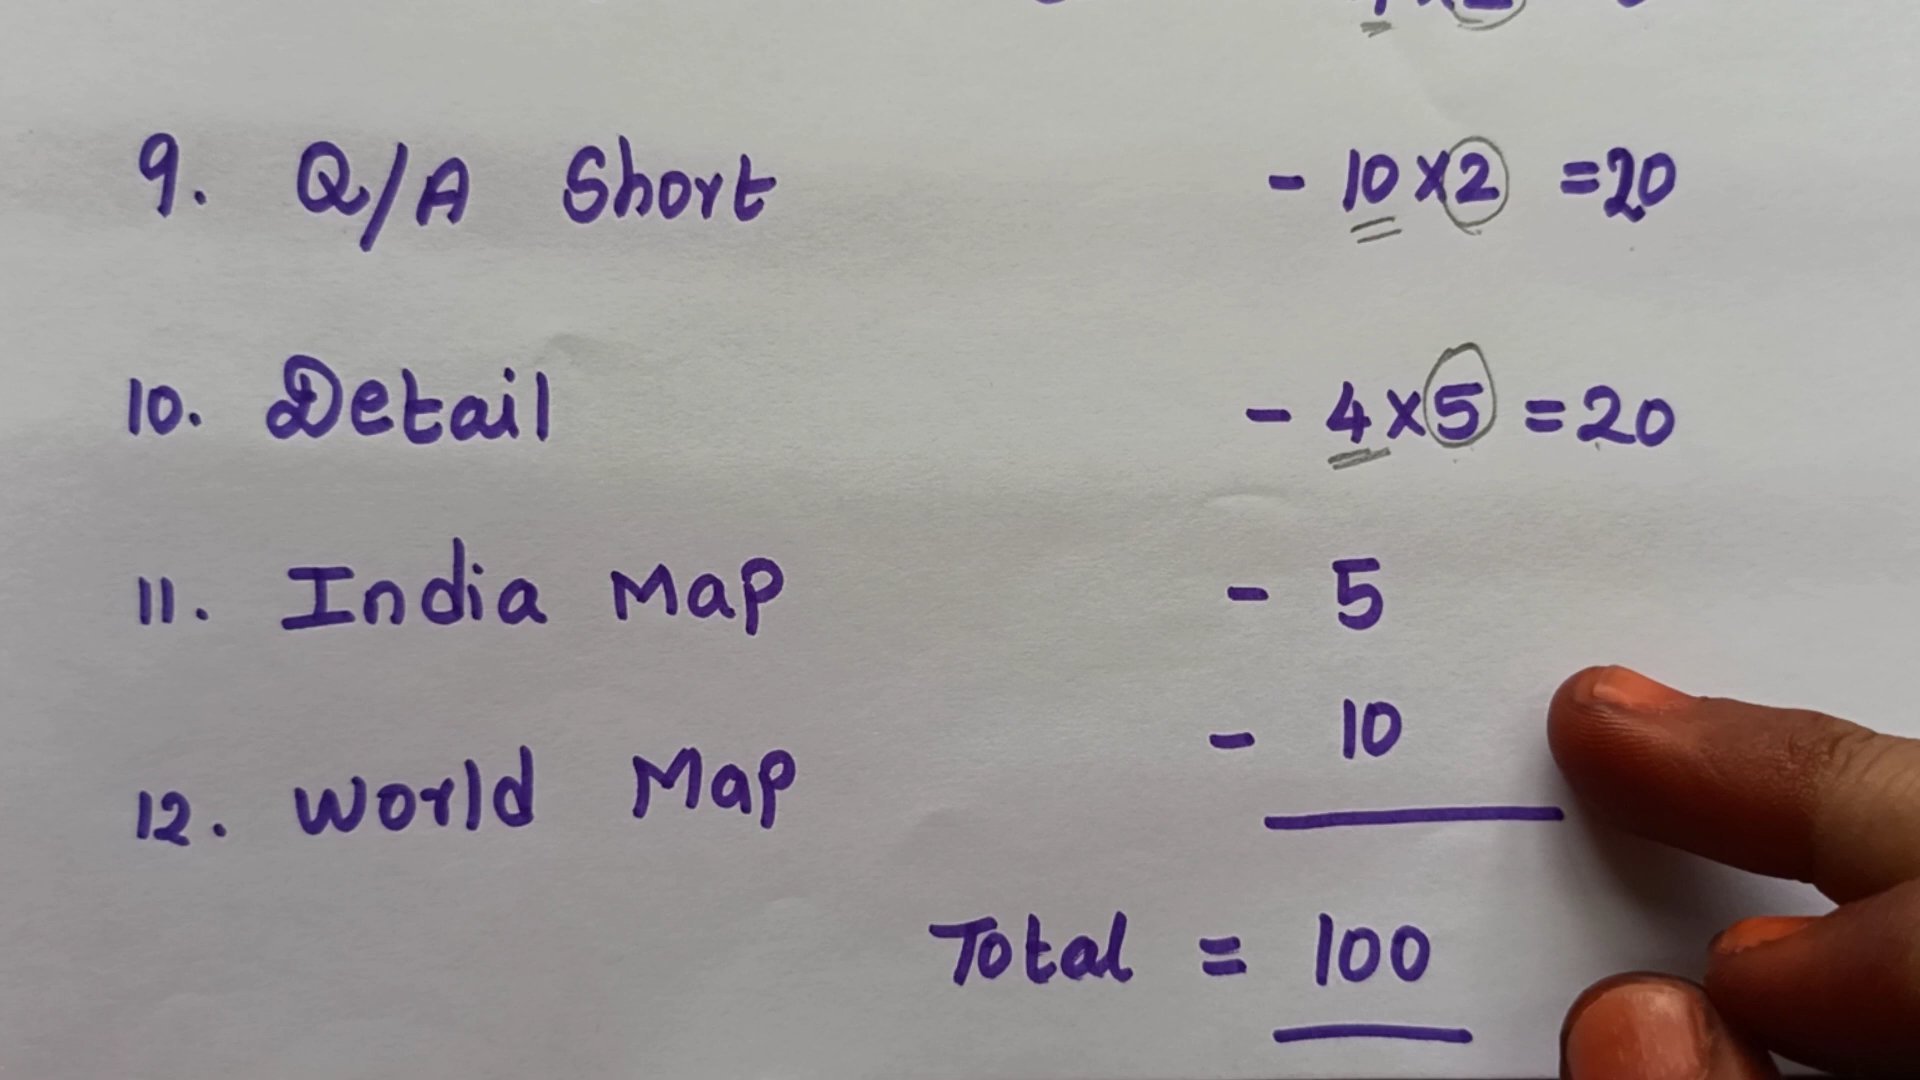 9. Q/A Short - 10 x 2 = 20
10. Detail - 4 x 5 = 20
11. India Map - 5
12. World Map - 10
Total = 100